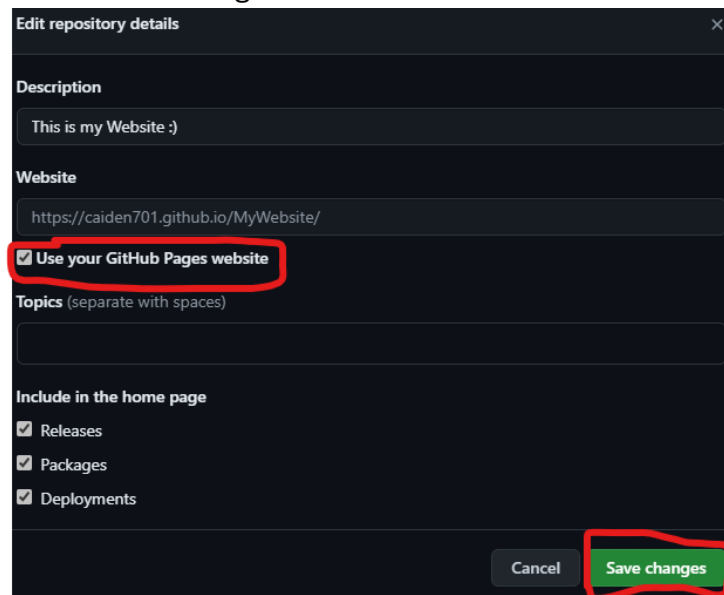 Edit repository details
Description
This is my Website :)
Website
https://caiden701.github.io/MyWebsite/
Use your GitHub Pages website
Topics (separate with spaces)
Include in the home page
Releases
Packages
Deployments
Cancel Save changes